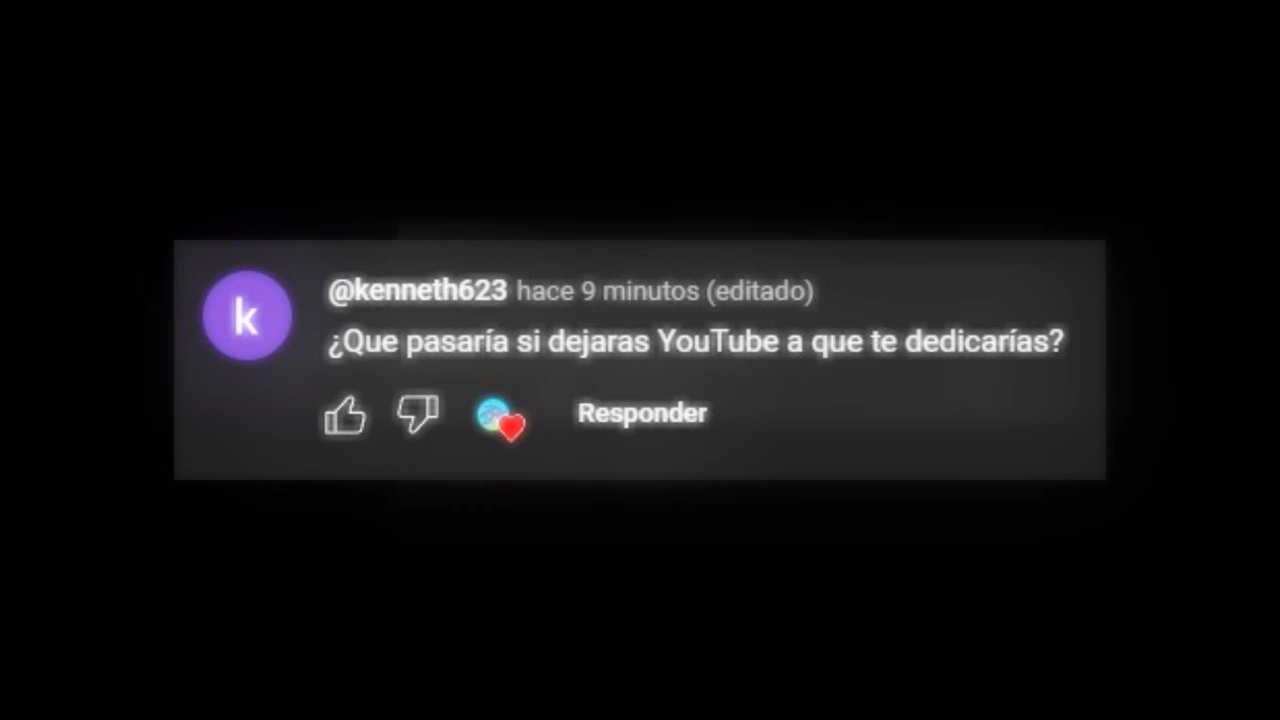 k
@kenneth623 hace 9 minutos (editado)
¿Que pasaría si dejaras YouTube a que te dedicarías?
Responder